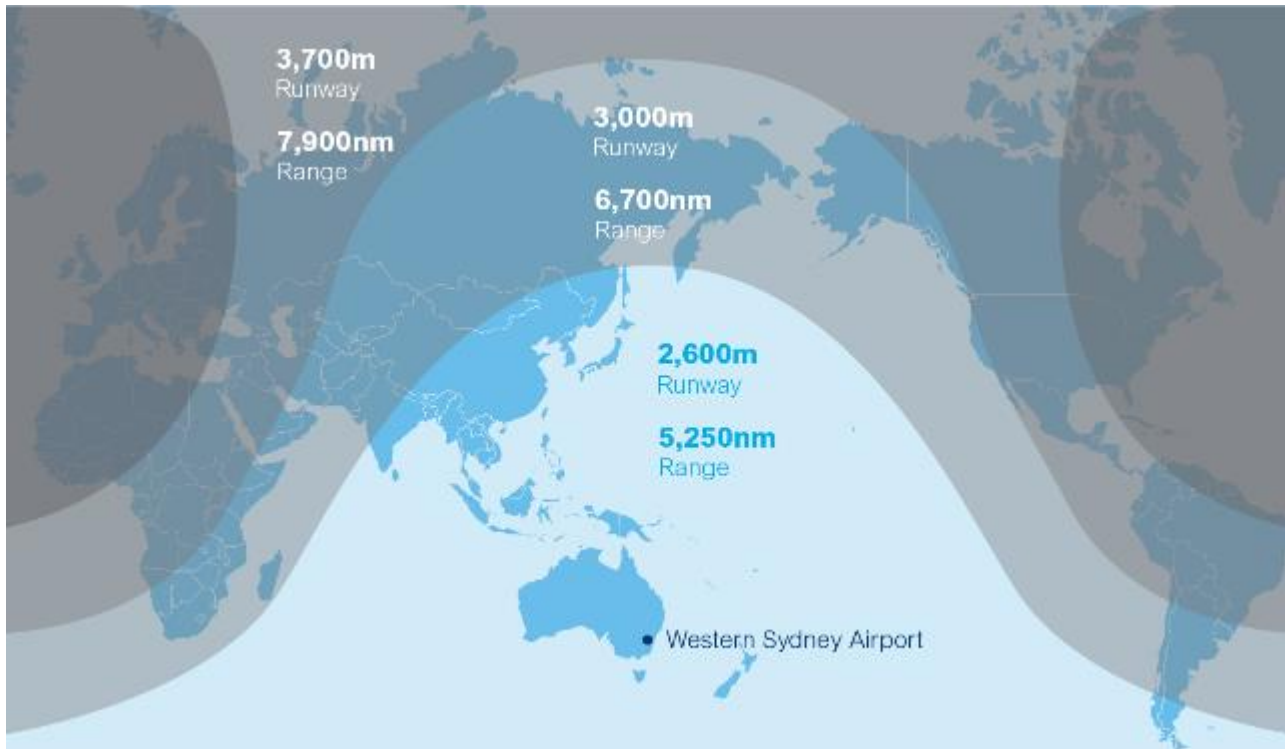 3,700m
Runway
7,900nm
Range
3,000m
Runway
6,700nm
Range
2,600m
Runway
5,250nm
Range
Western Sydney Airport